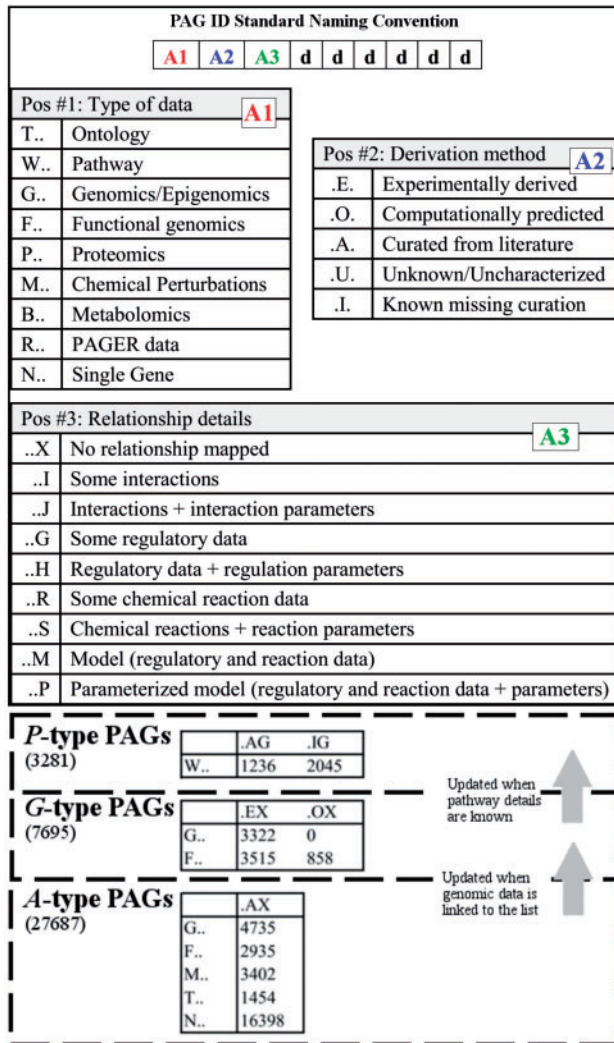 PAG ID Standard Naming Convention
A1 A2 A3 d d d d d d
Pos #1: Type of data A1
T.. Ontology
W.. Pathway
G.. Genomics/Epigenomics
F.. Functional genomics
P.. Proteomics
M.. Chemical Perturbations
B.. Metabolomics
R.. PAGER data
N.. Single Gene
Pos #2: Derivation method A2
.E. Experimentally derived
.O. Computationally predicted
.A. Curated from literature
.U. Unknown/Uncharacterized
.I. Known missing curation
Pos #3: Relationship details A3
..X No relationship mapped
..I Some interactions
..J Interactions + interaction parameters
..G Some regulatory data
..H Regulatory data + regulation parameters
..R Some chemical reaction data
..S Chemical reactions + reaction parameters
..M Model (regulatory and reaction data)
..P Parameterized model (regulatory and reaction data + parameters)
P-type PAGs
(3281)
.AG .IG
W.. 1236 2045
Updated when
pathway details
are known
G-type PAGs
(7695)
.EX .OX
G.. 3322 0
F.. 3515 858
Updated when
genomic data is
linked to the list
A-type PAGs
(27687)
.AX
G.. 4735
F.. 2935
M.. 3402
T.. 1454
N.. 16398